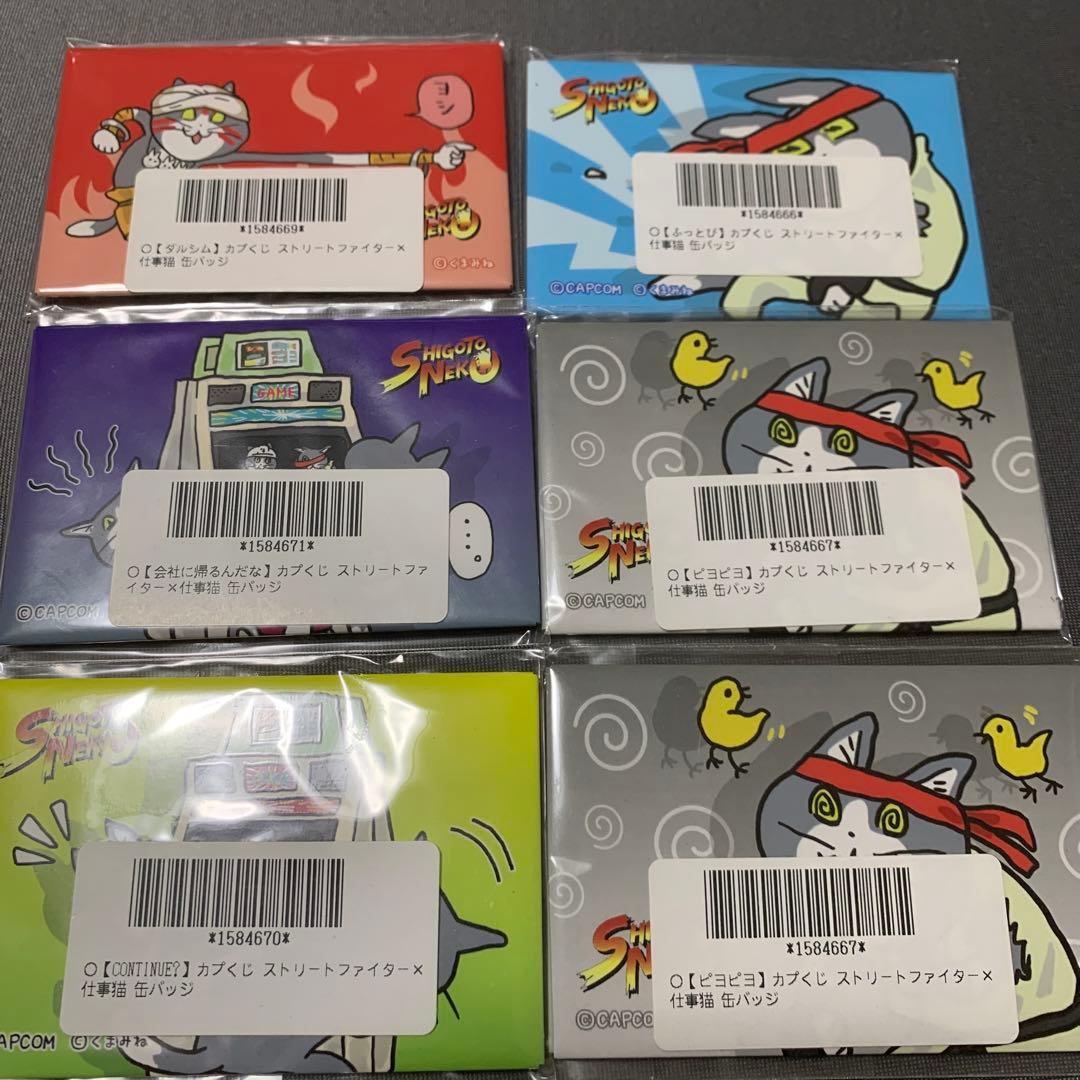 ヨシ
*1584669*
○【ダルシム】カプくじ ストリートファイター×
仕事猫 缶バッジ
©くまみね
SHIGOTO
NEKO
*1584666*
○【ふっとび】カプくじ ストリートファイター×
仕事猫 缶バッジ
©CAPCOM ©くまみね
SHIGOTO
NEKO
GAME
*1584671*
○【会社に帰るんだな】カプくじ ストリートファ
イター×仕事猫 缶バッジ
©CAPCOM
...
*1584667*
○【ピヨピヨ】カプくじ ストリートファイター×
仕事猫 缶バッジ
©CAPCOM
SHIGOTO
NEKO
*1584670*
○【CONTINUE?】カプくじ ストリートファイター×
仕事猫 缶バッジ
APCOM ©くまみね
*1584667*
○【ピヨピヨ】カプくじ ストリートファイター×
仕事猫 缶バッジ
©CAPCO